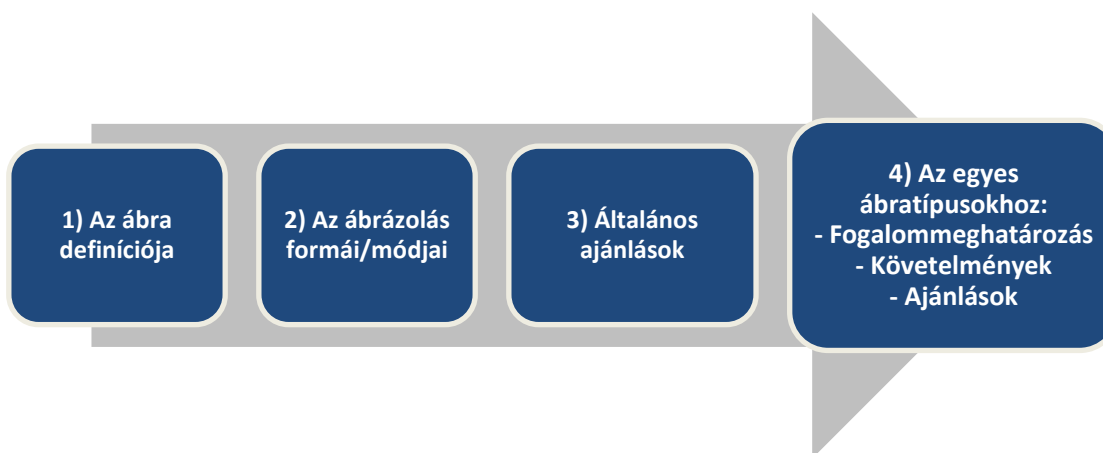 1) Az ábra
definíciója
2) Az ábrázolás
formái/módjai
3) Általános
ajánlások
4) Az egyes
ábratípusokhoz:
- Fogalommeghatározás
- Követelmények
- Ajánlások